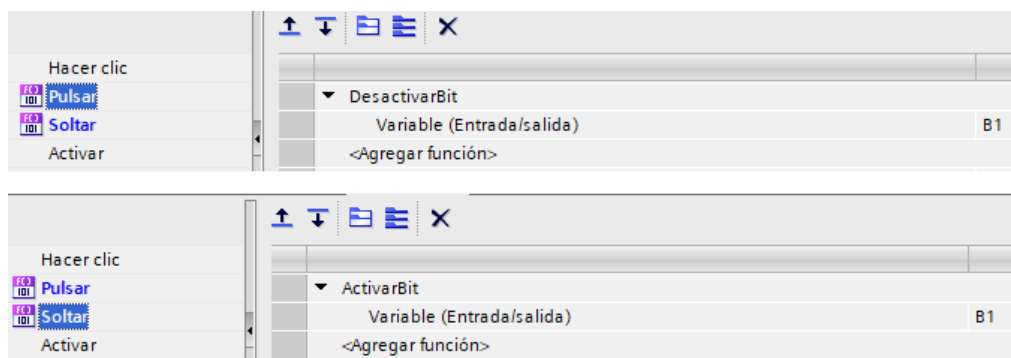 Hacer clic
Pulsar
DesactivarBit
Soltar
Variable (Entrada/salida) B1
Activar
<Agregar función>
Hacer clic
Pulsar
ActivarBit
Soltar
Variable (Entrada/salida) B1
Activar
<Agregar función>